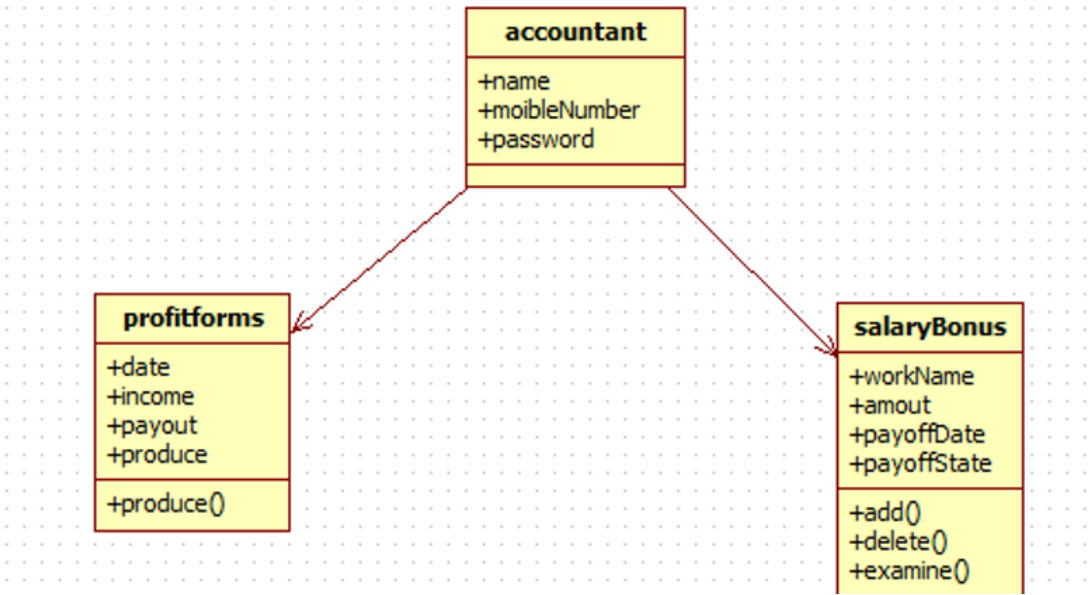 accountant
+name
+moibleNumber
+password
profitforms
+date
+income
+payout
+produce
+produce()
salaryBonus
+workName
+amout
+payoffDate
+payoffState
+add()
+delete()
+examine()